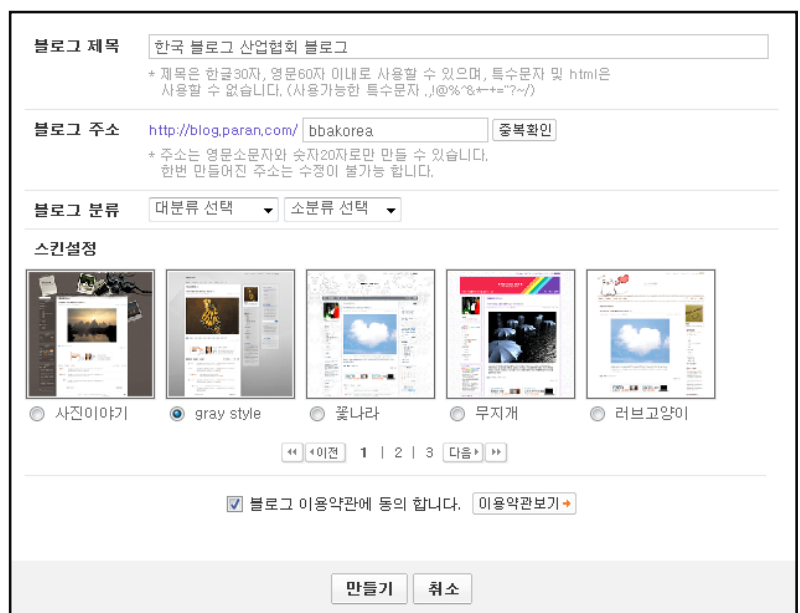 블로그 제목 한국 블로그 산업협회 블로그
* 제목은 한글30자, 영문60자 이내로 사용할 수 있으며, 특수문자 및 html은
사용할 수 없습니다. (사용가능한 특수문자 .,!@%^&*-+="?~/)
블로그 주소 http://blog.paran.com/ bbakorea 중복확인
* 주소는 영문소문자와 숫자20자로만 만들 수 있습니다.
한번 만들어진 주소는 수정이 불가능 합니다.
블로그 분류 대분류 선택 소분류 선택
스킨설정
사진이야기 gray style 꽃나라 무지개 러브고양이
이전 1 | 2 | 3 다음
블로그 이용약관에 동의 합니다. 이용약관보기
만들기 취소